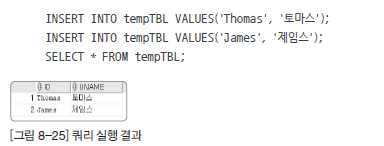 INSERT INTO tempTBL VALUES('Thomas', '토마스');
INSERT INTO tempTBL VALUES('James', '제임스');
SELECT * FROM tempTBL;
ID UNAME
1 Thomas 토마스
2 James 제임스
[그림 8-25] 쿼리 실행 결과